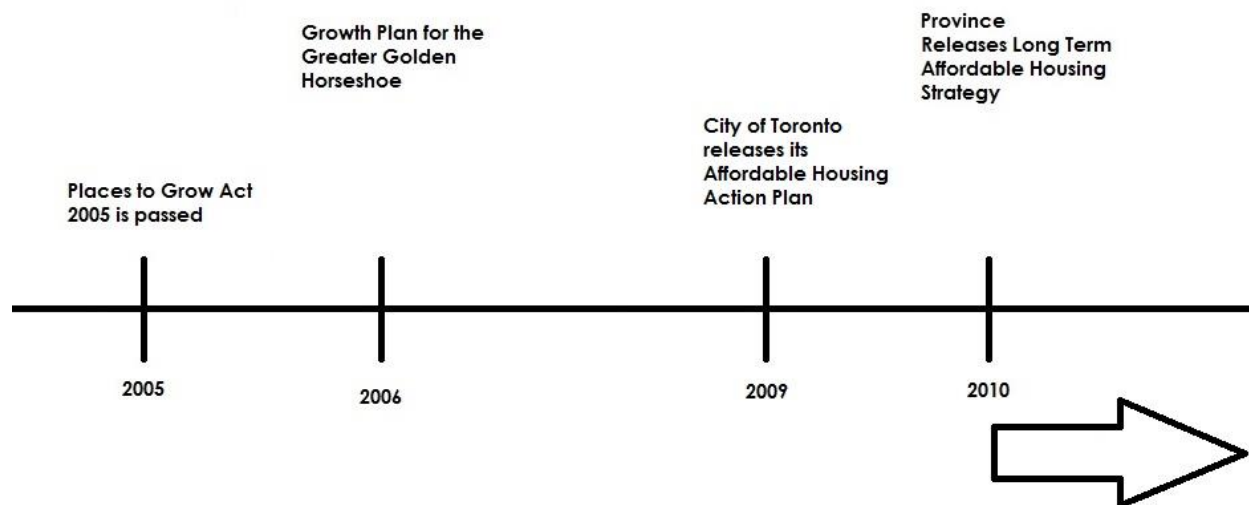 Growth Plan for the
Greater Golden
Horseshoe
Province
Releases Long Term
Affordable Housing
Strategy
City of Toronto
releases its
Affordable Housing
Action Plan
Places to Grow Act
2005 is passed
2005
2006
2009
2010